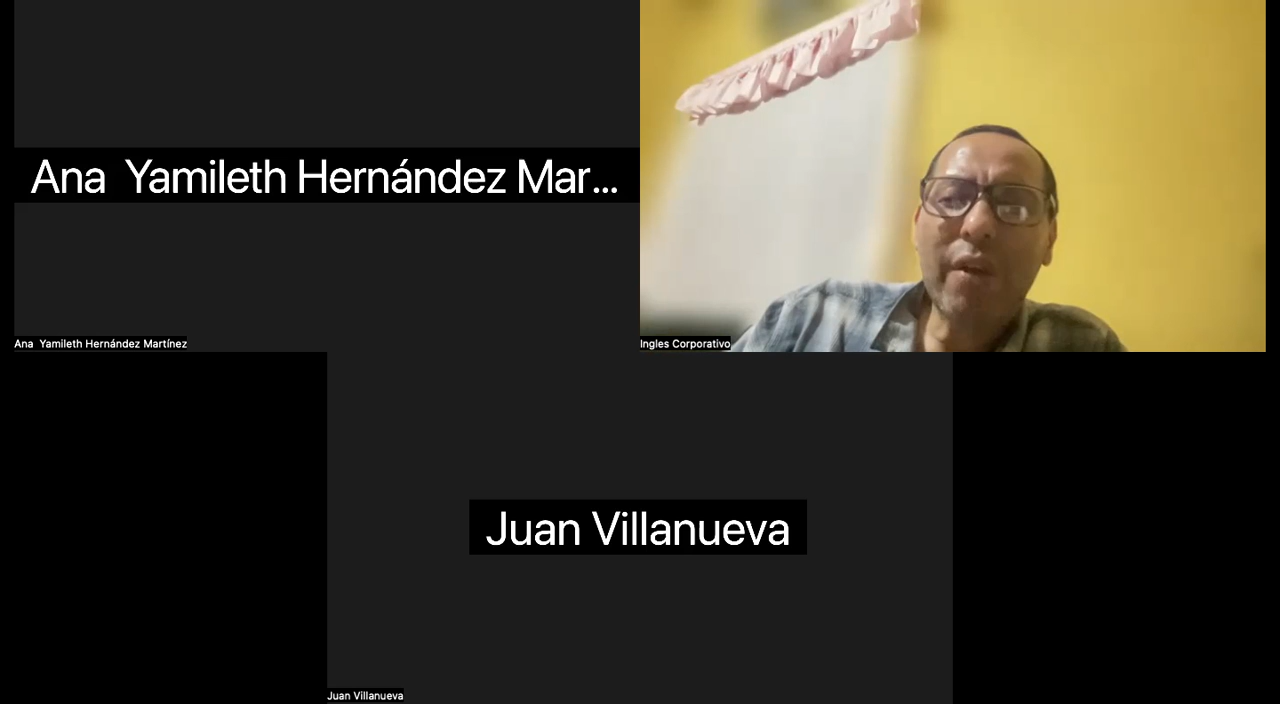 Ana  Yamileth Hernández Mar...
Ana  Yamileth Hernández Martínez
Ingles Corporativo
Juan Villanueva
Juan Villanueva